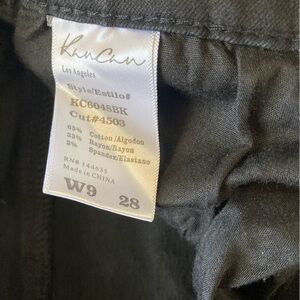 KanCan
Los Angeles
Style/Estilo#
KC6048BK
Cut#4503
65% Cotton/Algodon
33% Rayon/Rayon
2% Spandex/Elastano
RN# 144635
Made in CHINA
W9 28